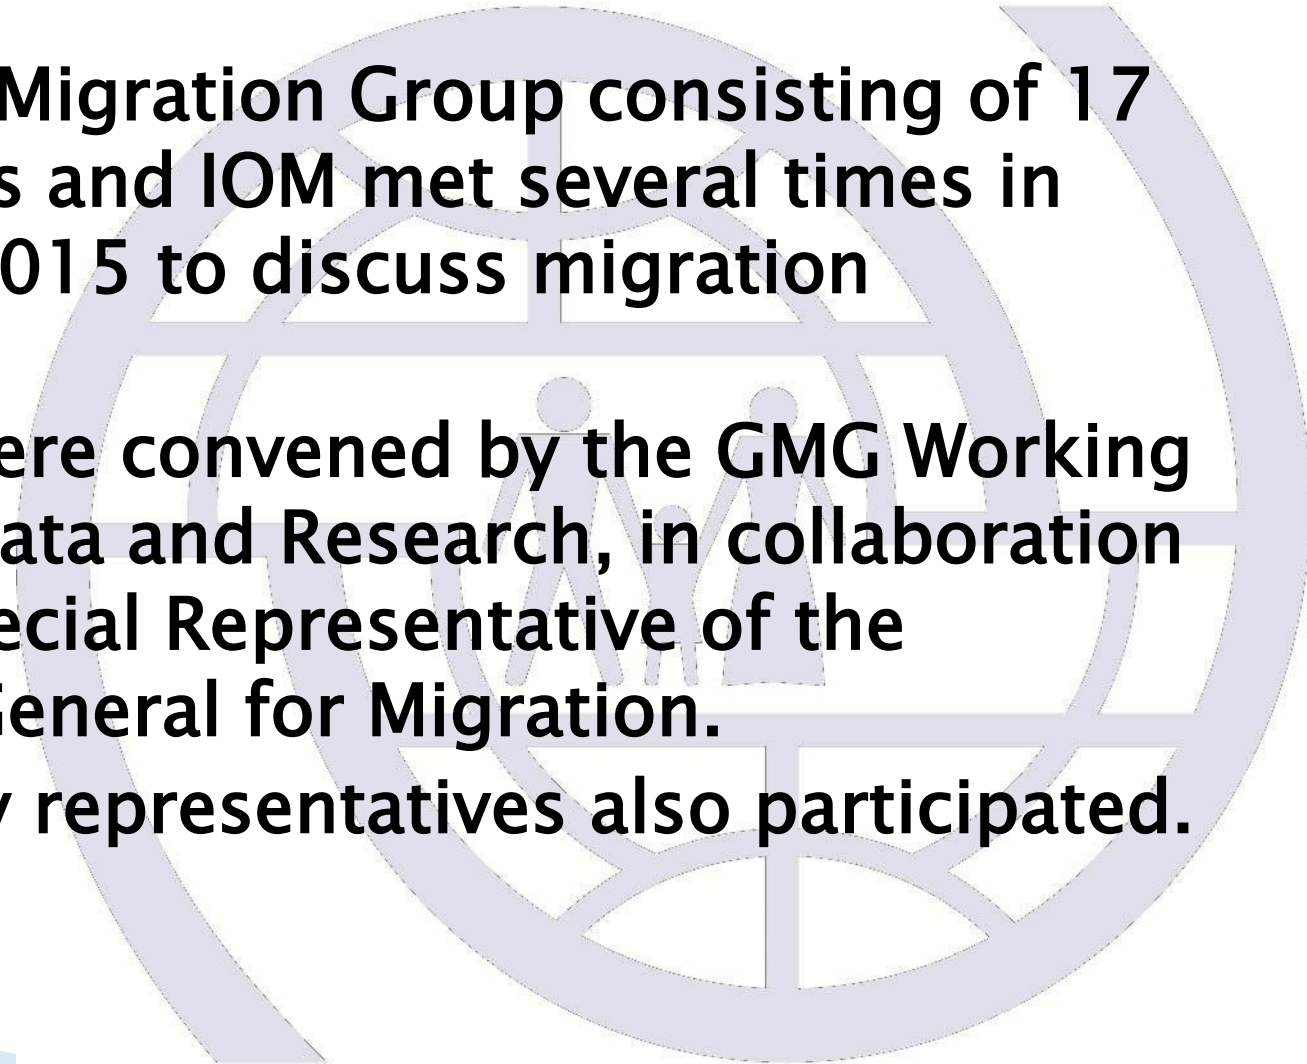 Migration Group consisting of 17
s and IOM met several times in
015 to discuss migration
ere convened by the GMG Working
ata and Research, in collaboration
ecial Representative of the
General for Migration.
representatives also participated.